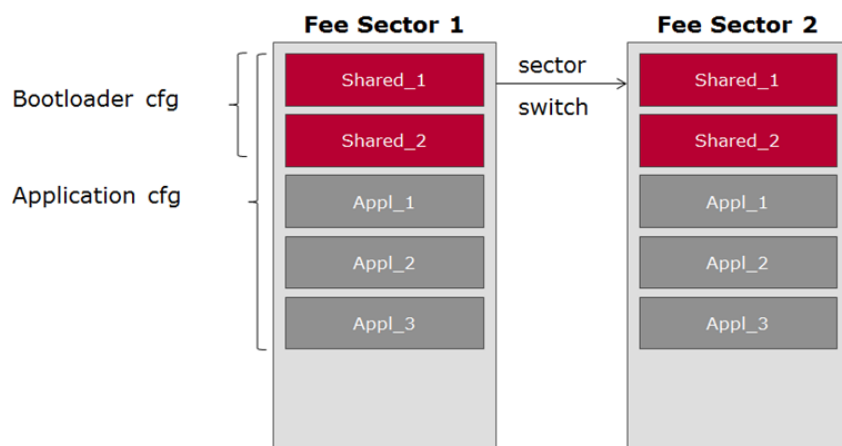 Fee Sector 1
Fee Sector 2
Bootloader cfg
Application cfg
Shared_1
Shared_2
Appl_1
Appl_2
Appl_3
sector
switch
Shared_1
Shared_2
Appl_1
Appl_2
Appl_3